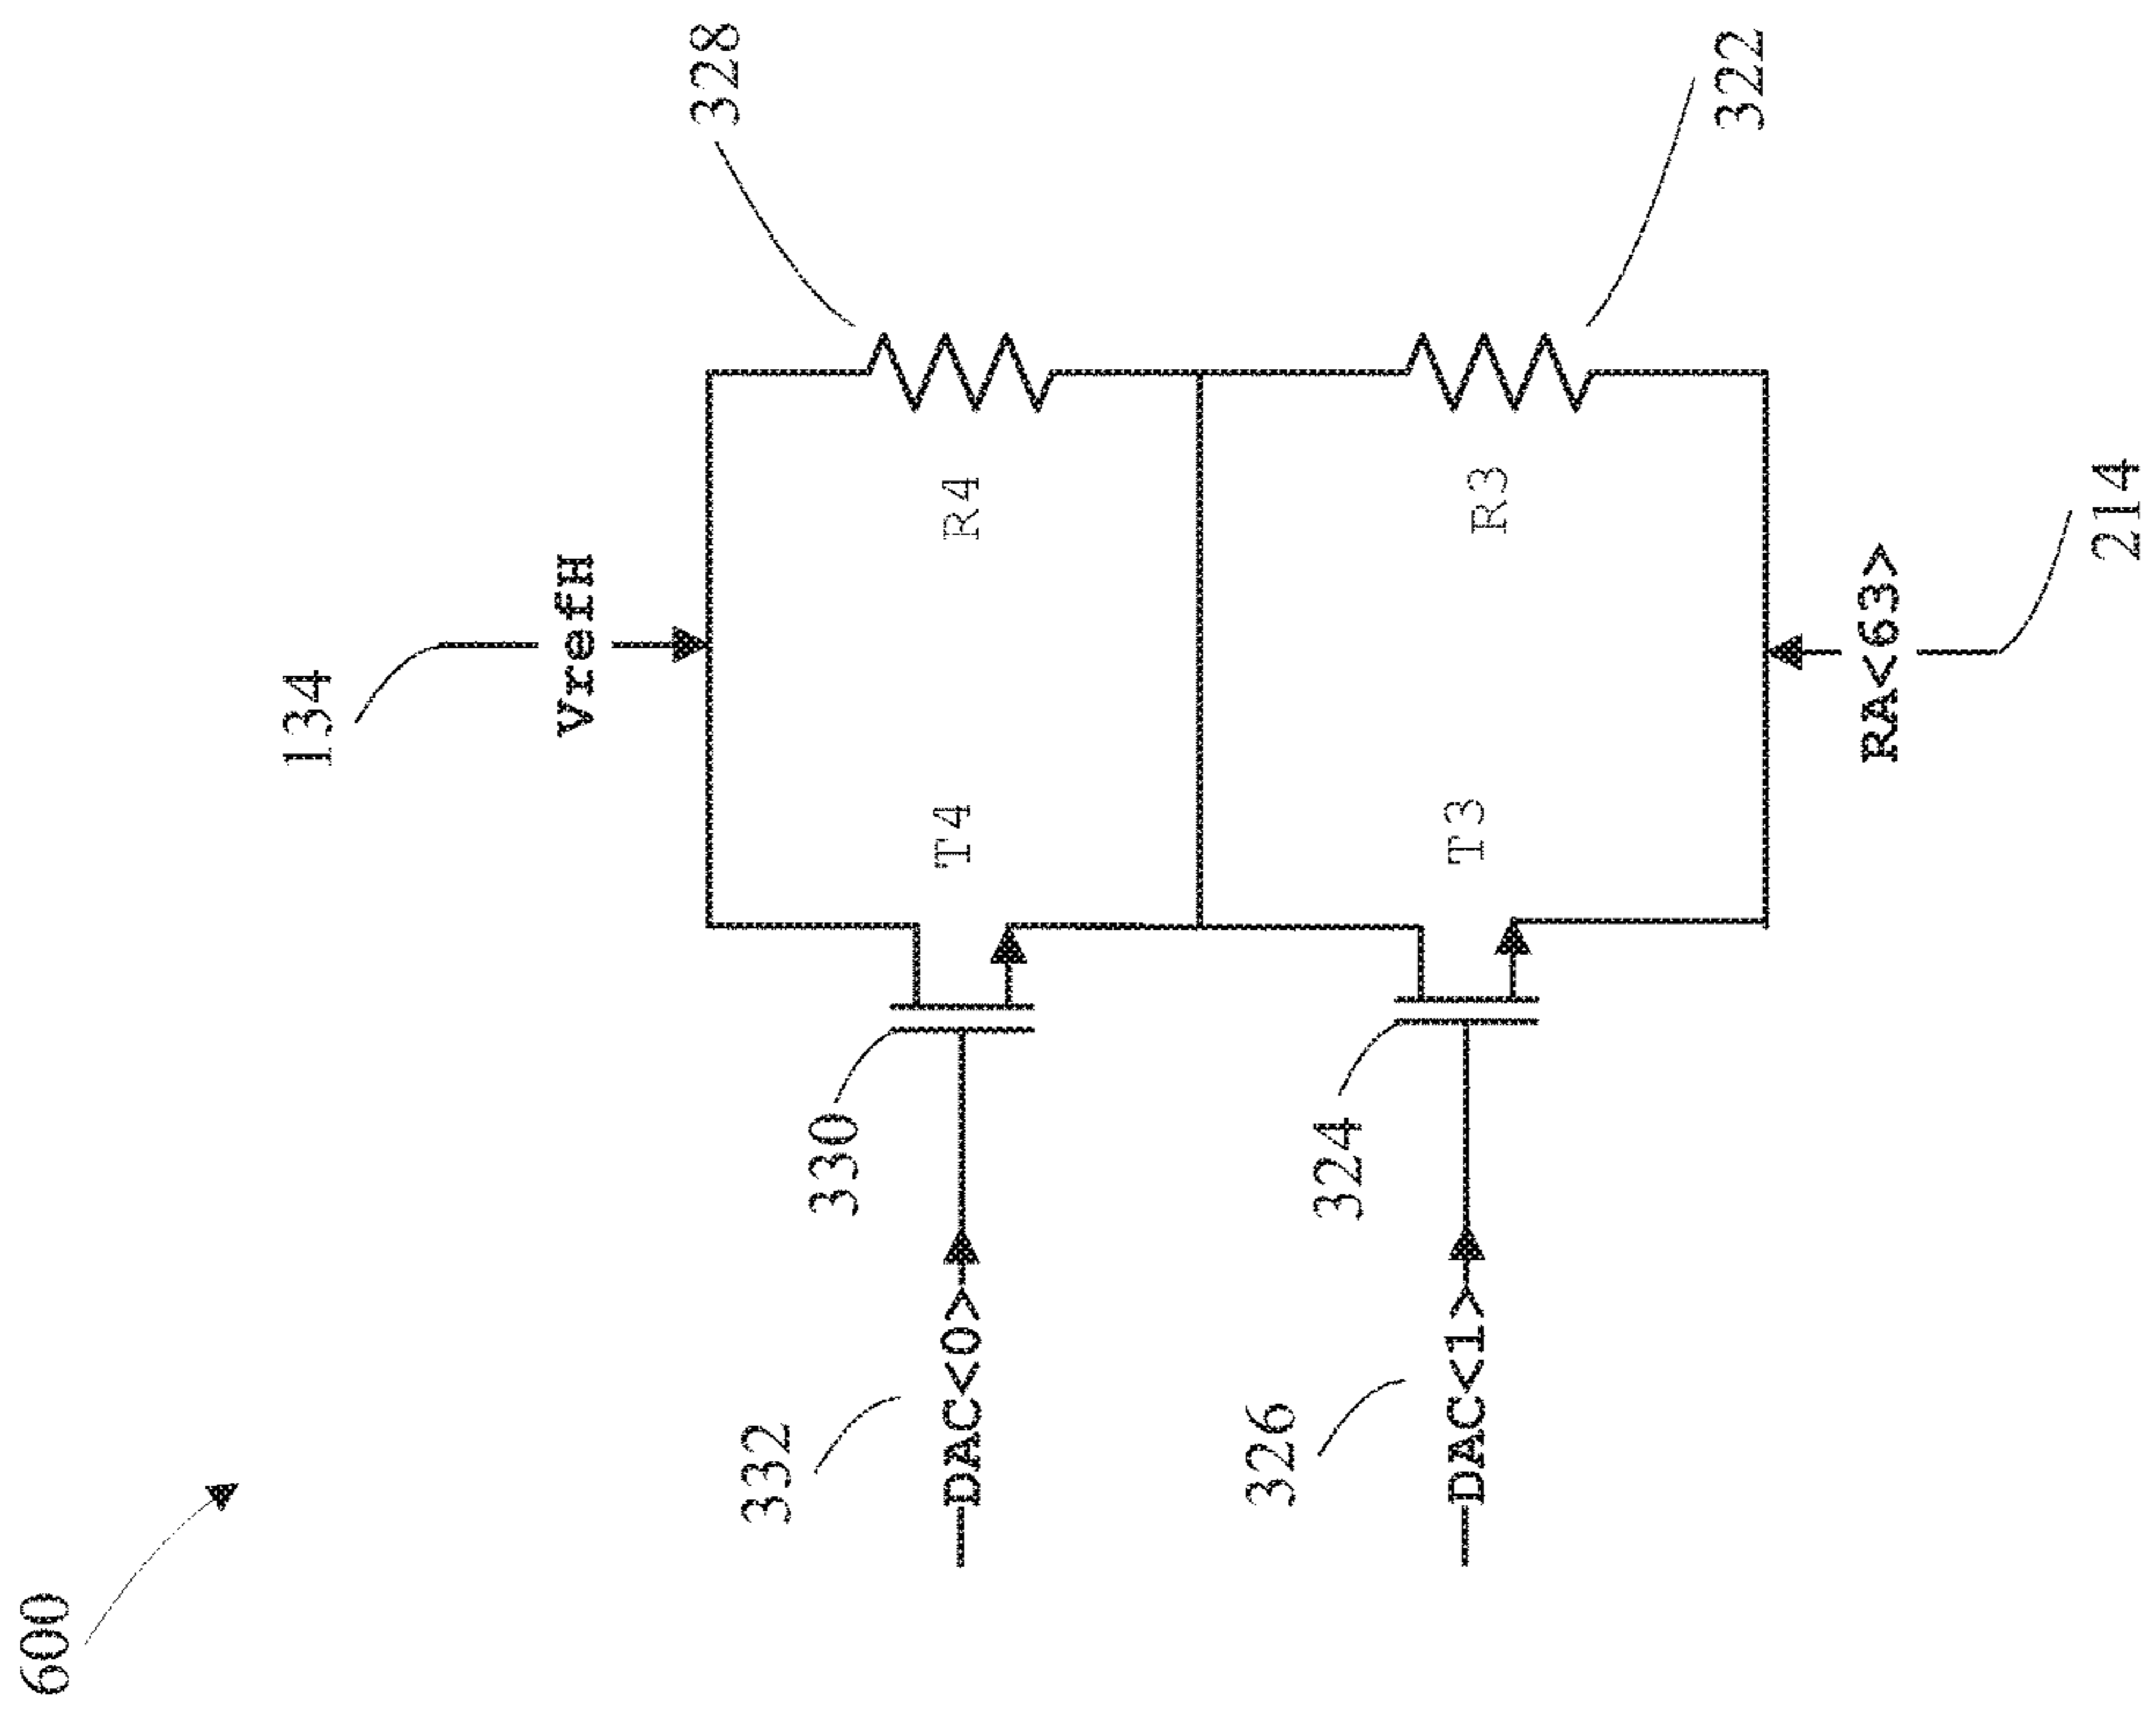 600
134
VrefH
328
332
DAC<0>
330
T4
R4
326
DAC<1>
324
T3
R3
322
RA<63>
214